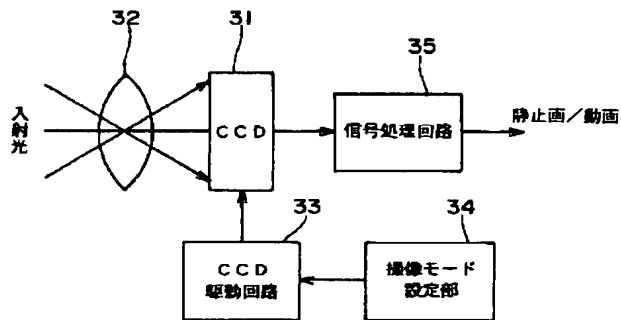 32
31
35
入射光
CCD
信号処理回路
静止画／動画
33
34
CCD
駆動回路
撮像モード
設定部